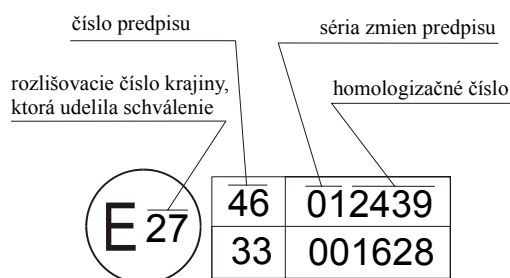 číslo predpisu
séria zmien predpisu
rozlišovacie číslo krajiny,
ktorá udelila schválenie
homologizačné číslo
E 27
46 012439
33 001628